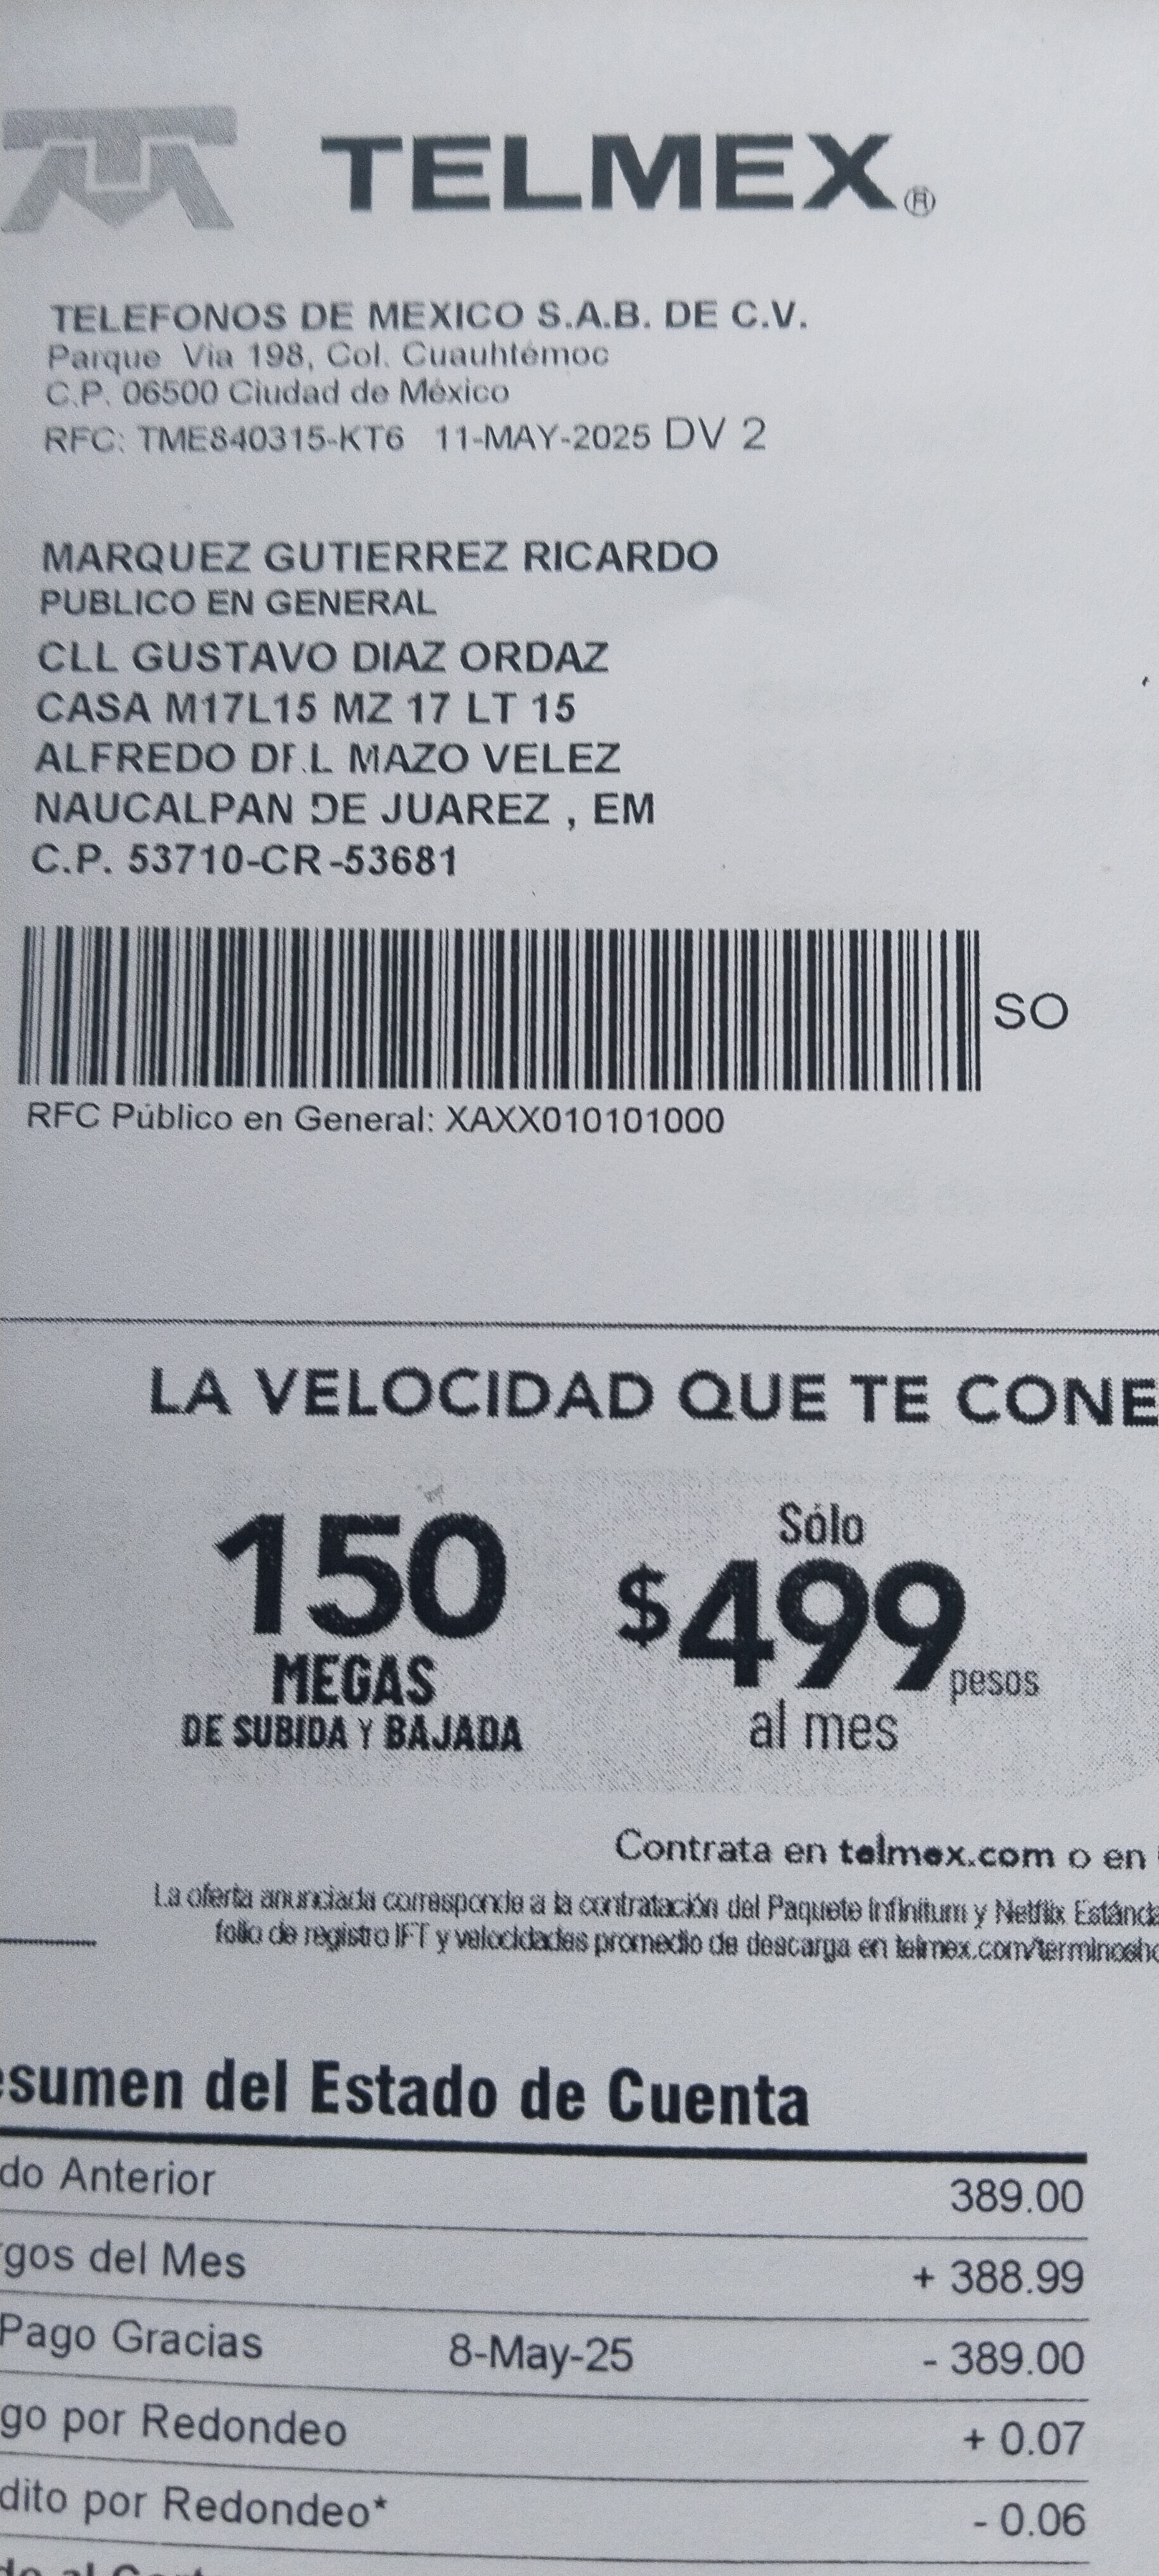 TELMEX®
TELEFONOS DE MEXICO S.A.B. DE C.V.
Parque Via 198, Col. Cuauhtémoc
C.P. 06500 Ciudad de México
RFC: TME840315-KT6 11-MAY-2025 DV 2
MARQUEZ GUTIERREZ RICARDO
PUBLICO EN GENERAL
CLL GUSTAVO DIAZ ORDAZ
CASA M17L15 MZ 17 LT 15
ALFREDO DEL MAZO VELEZ
NAUCALPAN DE JUAREZ , EM
C.P. 53710-CR-53681
SO
RFC Público en General: XAXX010101000
LA VELOCIDAD QUE TE CONE
150
MEGAS
DE SUBIDA Y BAJADA
Sólo
$499 pesos
al mes
Contrata en telmex.com o en
La oferta anunciada corresponde a la contratación del Paquete Infinitum y Netflix Estánda
folio de registro IFT y velocidades promedio de descarga en telmex.com/terminosho
esumen del Estado de Cuenta
do Anterior 389.00
rgos del Mes + 388.99
Pago Gracias 8-May-25 - 389.00
go por Redondeo + 0.07
dito por Redondeo* - 0.06